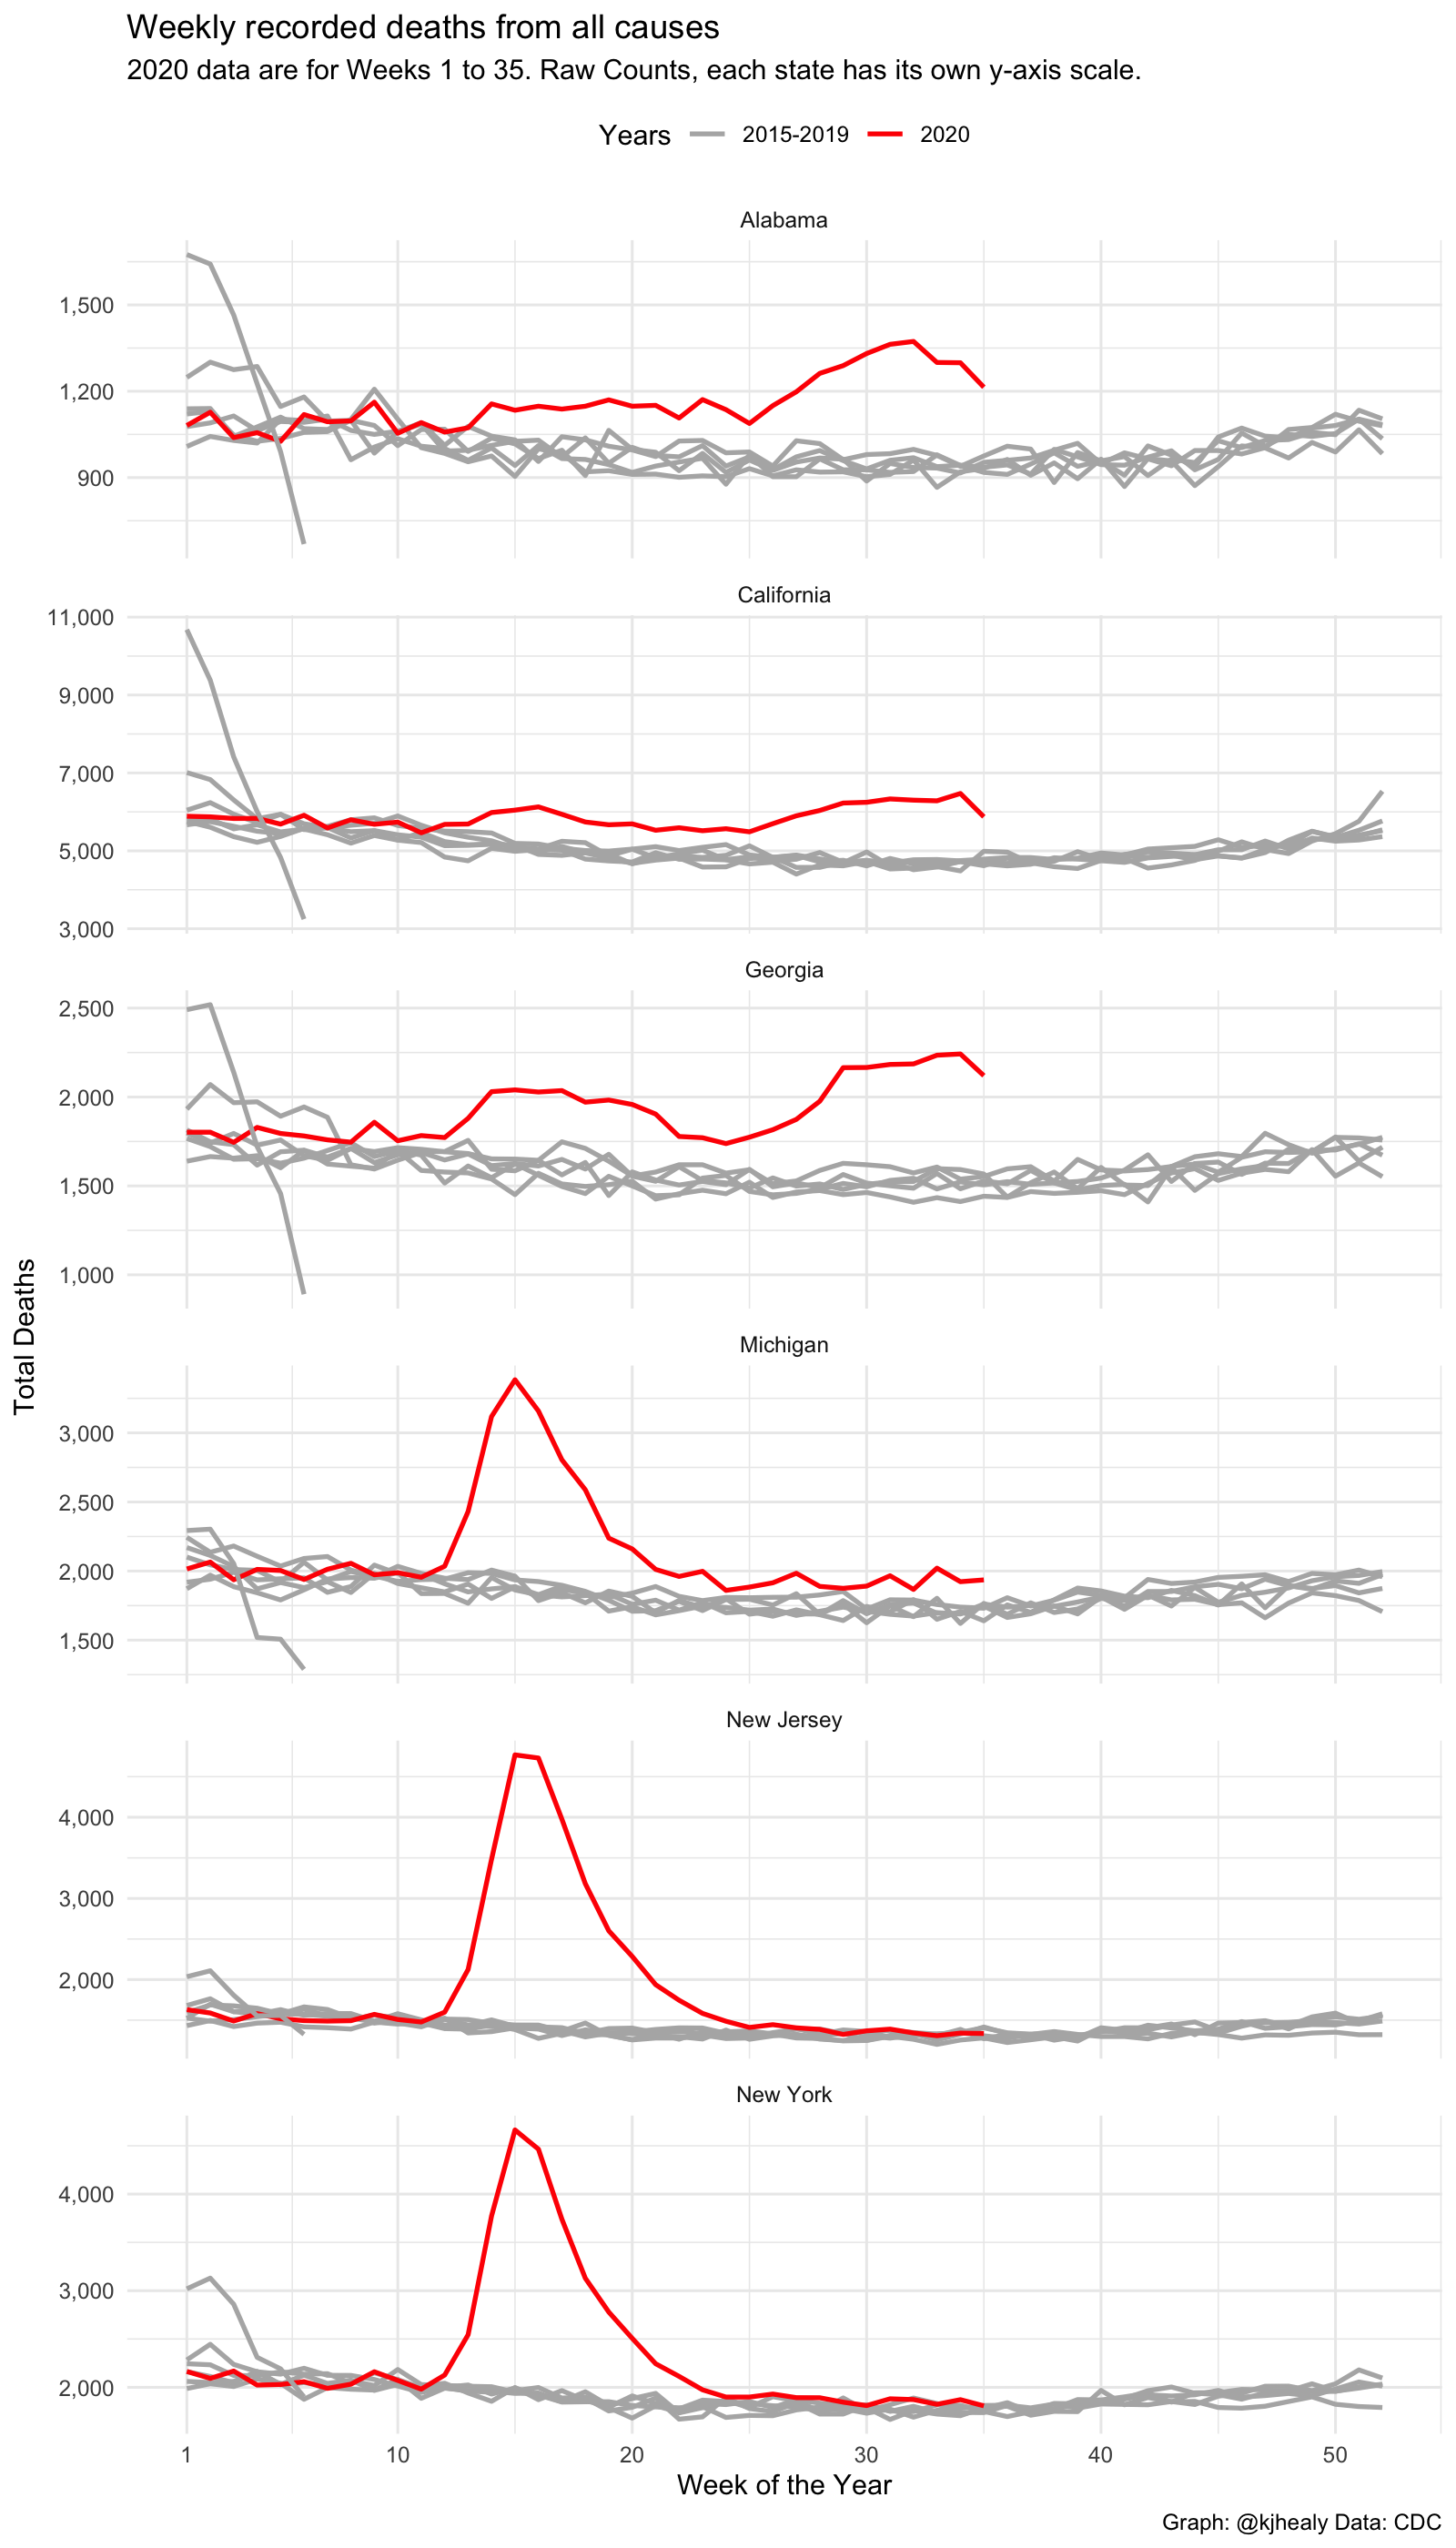 Weekly recorded deaths from all causes
2020 data are for Weeks 1 to 35. Raw Counts, each state has its own y-axis scale.
Years 2015-2019 2020
Alabama
1,500
1,200
900
California
11,000
9,000
7,000
5,000
3,000
Georgia
2,500
2,000
1,500
1,000
Total Deaths
Michigan
3,000
2,500
2,000
1,500
New Jersey
4,000
3,000
2,000
New York
4,000
3,000
2,000
1 10 20 30 40 50
Week of the Year
Graph: @kjhealy Data: CDC